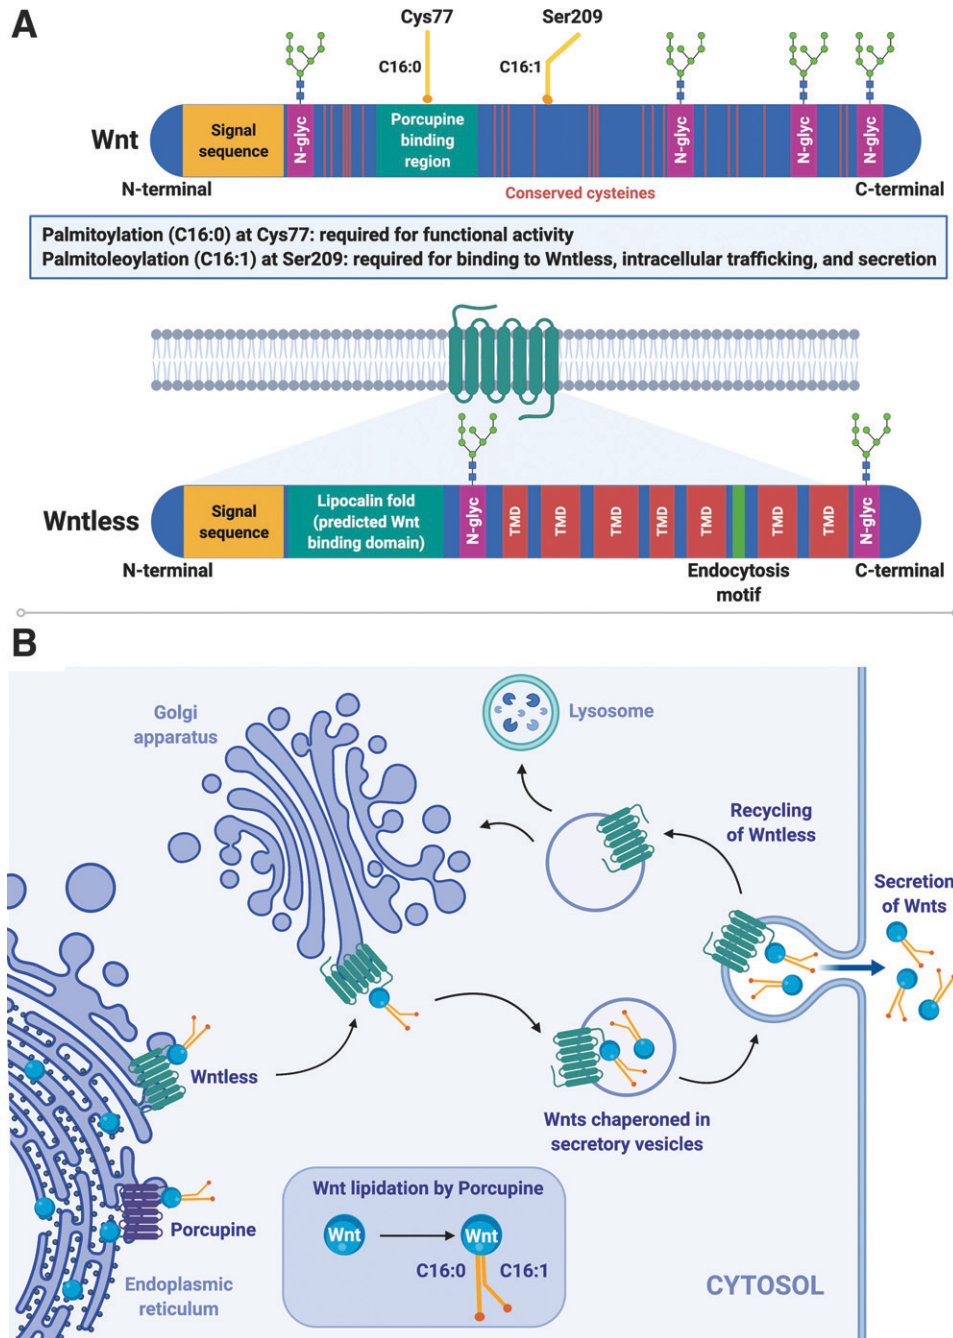 A
Cys77
Ser209
C16:0
C16:1
Wnt
Signal
sequence
N-glyc
Porcupine
binding
region
N-glyc
N-glyc
N-glyc
N-terminal
Conserved cysteines
C-terminal
Palmitoylation (C16:0) at Cys77: required for functional activity
Palmitoleoylation (C16:1) at Ser209: required for binding to Wntless, intracellular trafficking, and secretion
Wntless
Signal
sequence
Lipocalin fold
(predicted Wnt
binding domain)
N-glyc
TMD
TMD
TMD
TMD
TMD
TMD
TMD
N-glyc
N-terminal
Endocytosis
motif
C-terminal
B
Golgi
apparatus
Lysosome
Recycling
of Wntless
Secretion
of Wnts
Wntless
Wnts chaperoned in
secretory vesicles
Porcupine
Endoplasmic
reticulum
Wnt lipidation by Porcupine
Wnt
Wnt
C16:0
C16:1
CYTOSOL